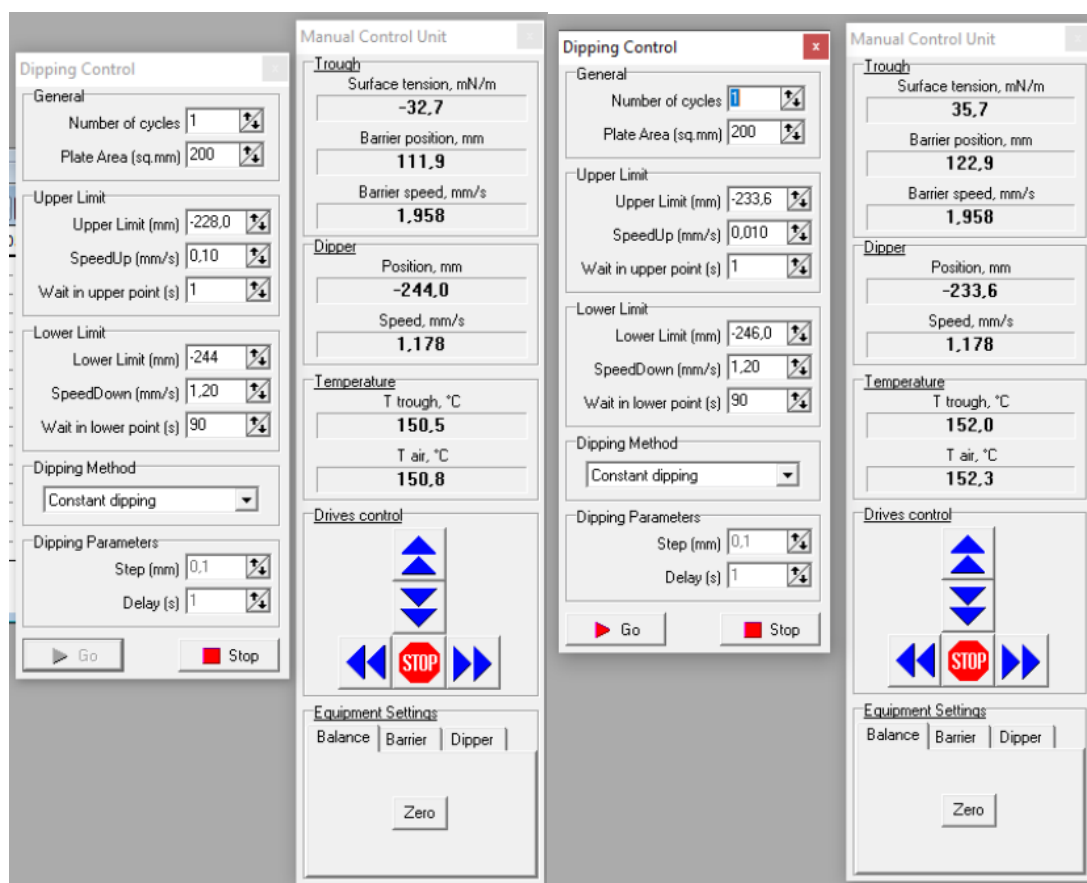 Dipping Control
General
Number of cycles 1
Plate Area (sq.mm) 200
Upper Limit
Upper Limit (mm) -228,0
SpeedUp (mm/s) 0,10
Wait in upper point (s) 1
Lower Limit
Lower Limit (mm) -244
SpeedDown (mm/s) 1,20
Wait in lower point (s) 90
Dipping Method
Constant dipping
Dipping Parameters
Step (mm) 0,1
Delay (s) 1
Go Stop
Manual Control Unit
Trough
Surface tension, mN/m
-32,7
Barrier position, mm
111,9
Barrier speed, mm/s
1,958
Dipper
Position, mm
-244,0
Speed, mm/s
1,178
Temperature
T trough, °C
150,5
T air, °C
150,8
Drives control
STOP
Equipment Settings
Balance Barrier Dipper
Zero
Dipping Control x
General
Number of cycles 1
Plate Area (sq.mm) 200
Upper Limit
Upper Limit (mm) -233,6
SpeedUp (mm/s) 0,010
Wait in upper point (s) 1
Lower Limit
Lower Limit (mm) -246,0
SpeedDown (mm/s) 1,20
Wait in lower point (s) 90
Dipping Method
Constant dipping
Dipping Parameters
Step (mm) 0,1
Delay (s) 1
Go Stop
Manual Control Unit
Trough
Surface tension, mN/m
35,7
Barrier position, mm
122,9
Barrier speed, mm/s
1,958
Dipper
Position, mm
-233,6
Speed, mm/s
1,178
Temperature
T trough, °C
152,0
T air, °C
152,3
Drives control
STOP
Equipment Settings
Balance Barrier Dipper
Zero